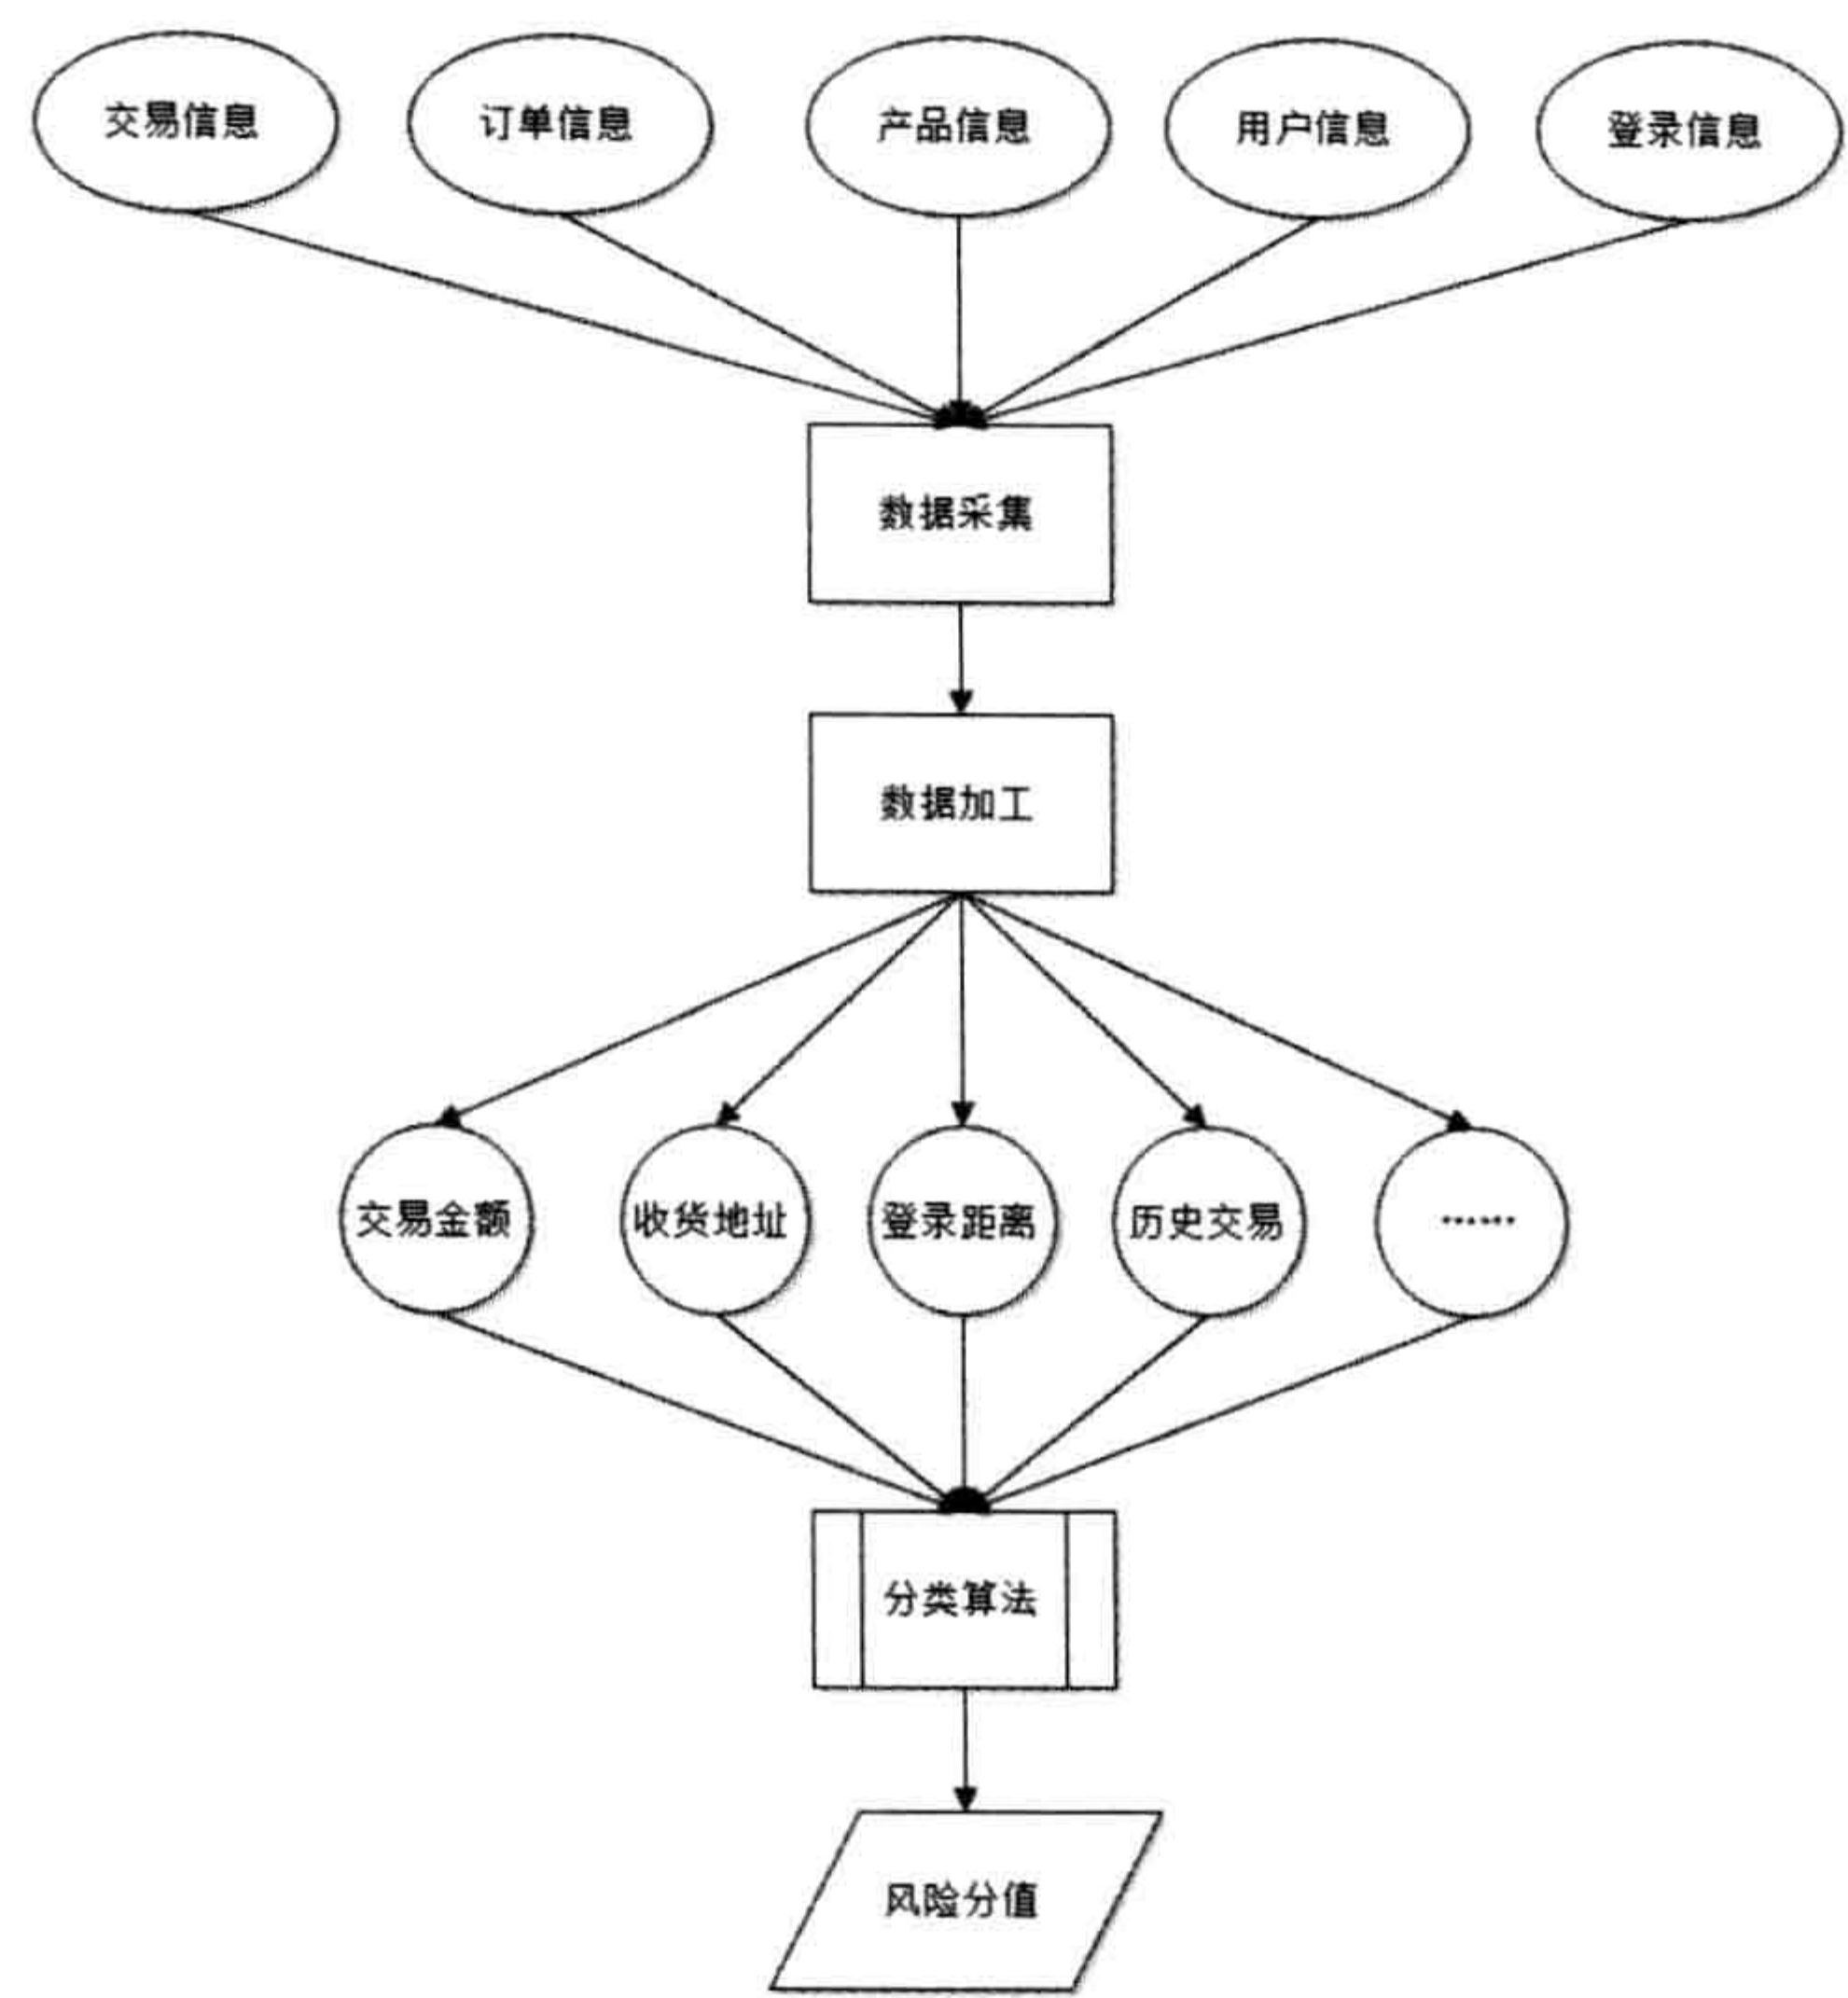 交易信息
订单信息
产品信息
用户信息
登录信息
数据采集
数据加工
交易金额
收货地址
登录距离
历史交易
……
分类算法
风险分值